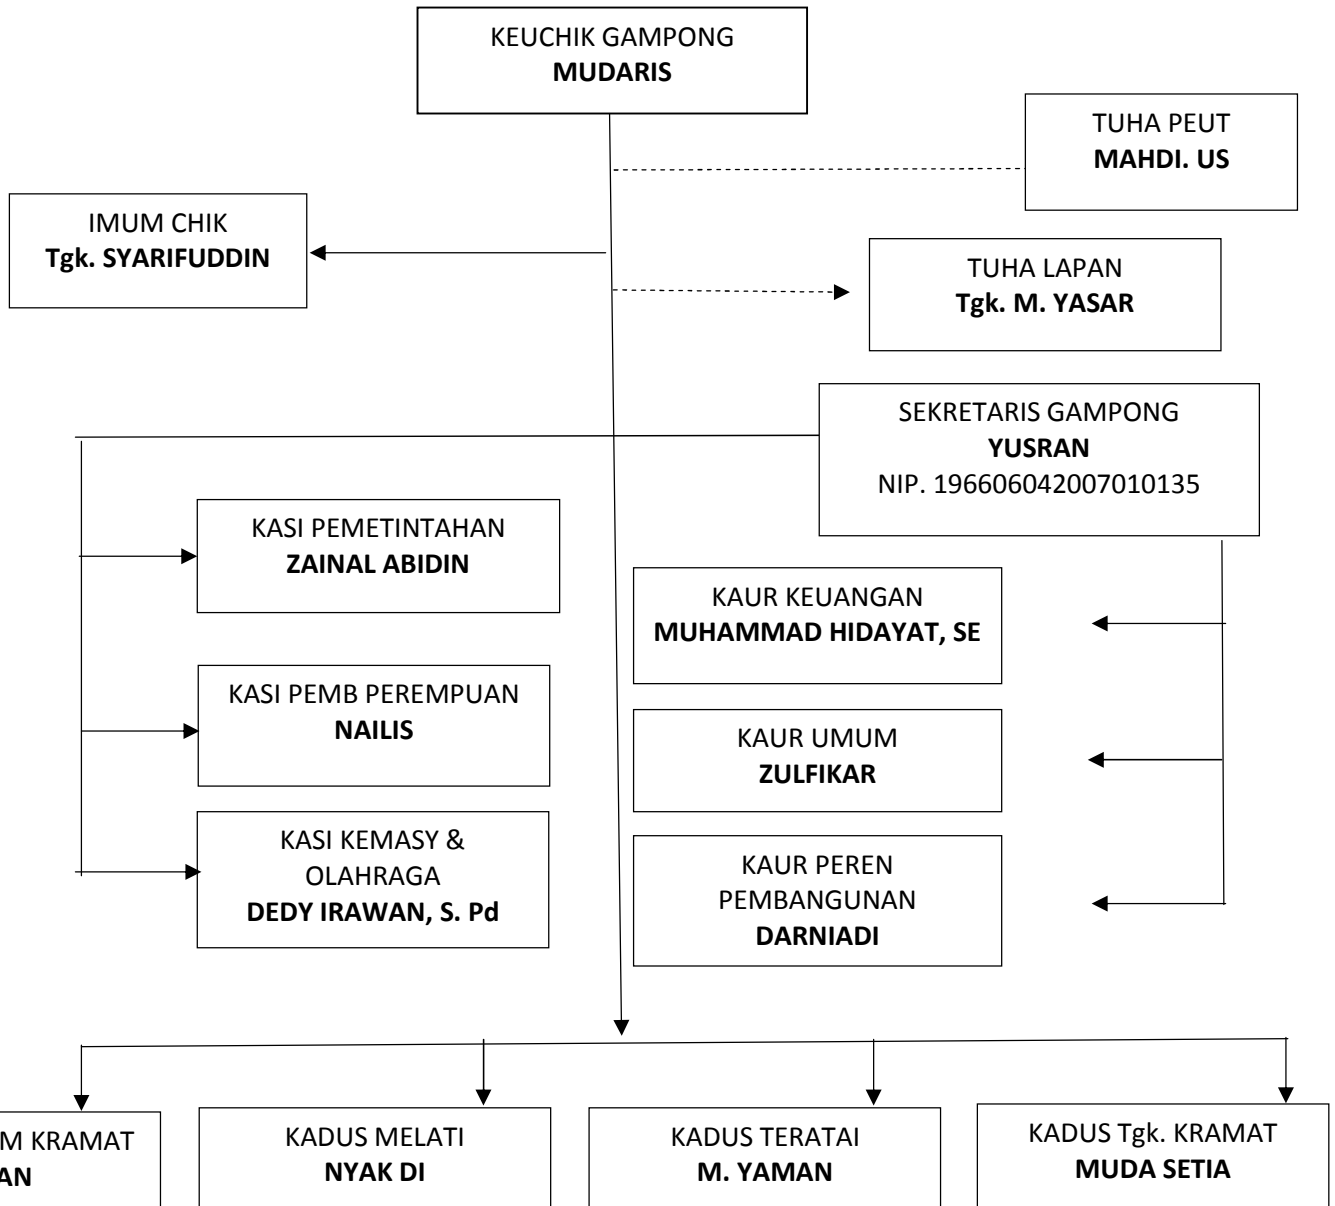 KEUCHIK GAMPONG
MUDARIS
TUHA PEUT
MAHDI. US
IMUM CHIK
Tgk. SYARIFUDDIN
TUHA LAPAN
Tgk. M. YASAR
SEKRETARIS GAMPONG
YUSRAN
NIP. 196606042007010135
KASI PEMETINTAHAN
ZAINAL ABIDIN
KAUR KEUANGAN
MUHAMMAD HIDAYAT, SE
KASI PEMB PEREMPUAN
NAILIS
KAUR UMUM
ZULFIKAR
KASI KEMASY &
OLAHRAGA
DEDY IRAWAN, S. Pd
KAUR PEREN
PEMBANGUNAN
DARNIADI
KRAMAT
KADUS MELATI
NYAK DI
KADUS TERATAI
M. YAMAN
KADUS Tgk. KRAMAT
MUDA SETIA